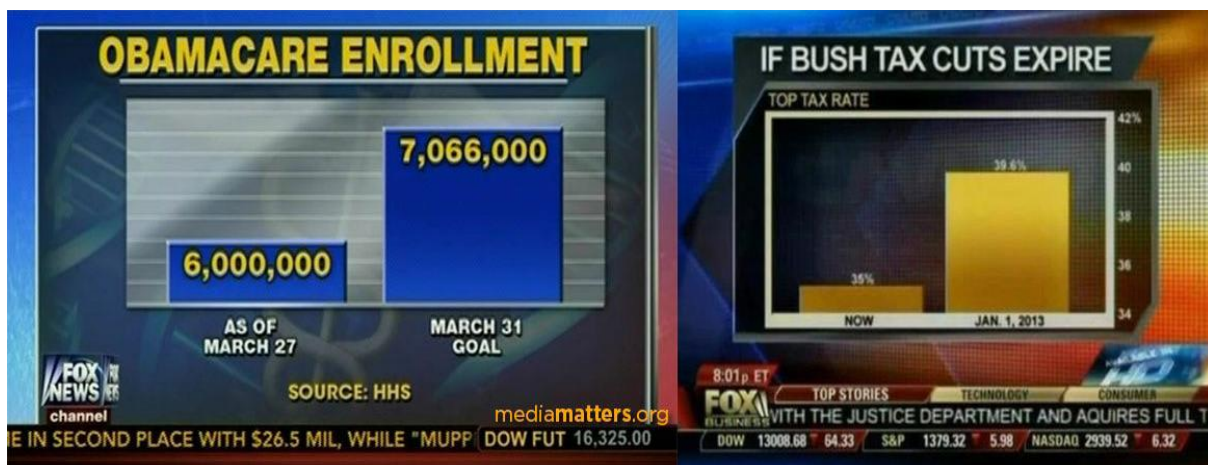 OBAMACARE ENROLLMENT
6,000,000
7,066,000
AS OF
MARCH 27
MARCH 31
GOAL
SOURCE: HHS
FOX
NEWS
channel
mediamatters.org
E IN SECOND PLACE WITH $26.5 MIL, WHILE "MUPP
DOW FUT 16,325.00
IF BUSH TAX CUTS EXPIRE
TOP TAX RATE
42%
40
38
36
34
35%
39.6%
NOW
JAN. 1, 2013
8:01p ET
HD
TOP STORIES
TECHNOLOGY
CONSUMER
FOX
BUSINESS
WITH THE JUSTICE DEPARTMENT AND AQUIRES FULL T
DOW 13008.68 64.33 S&P 1379.32 5.98 NASDAQ 2939.52 6.32